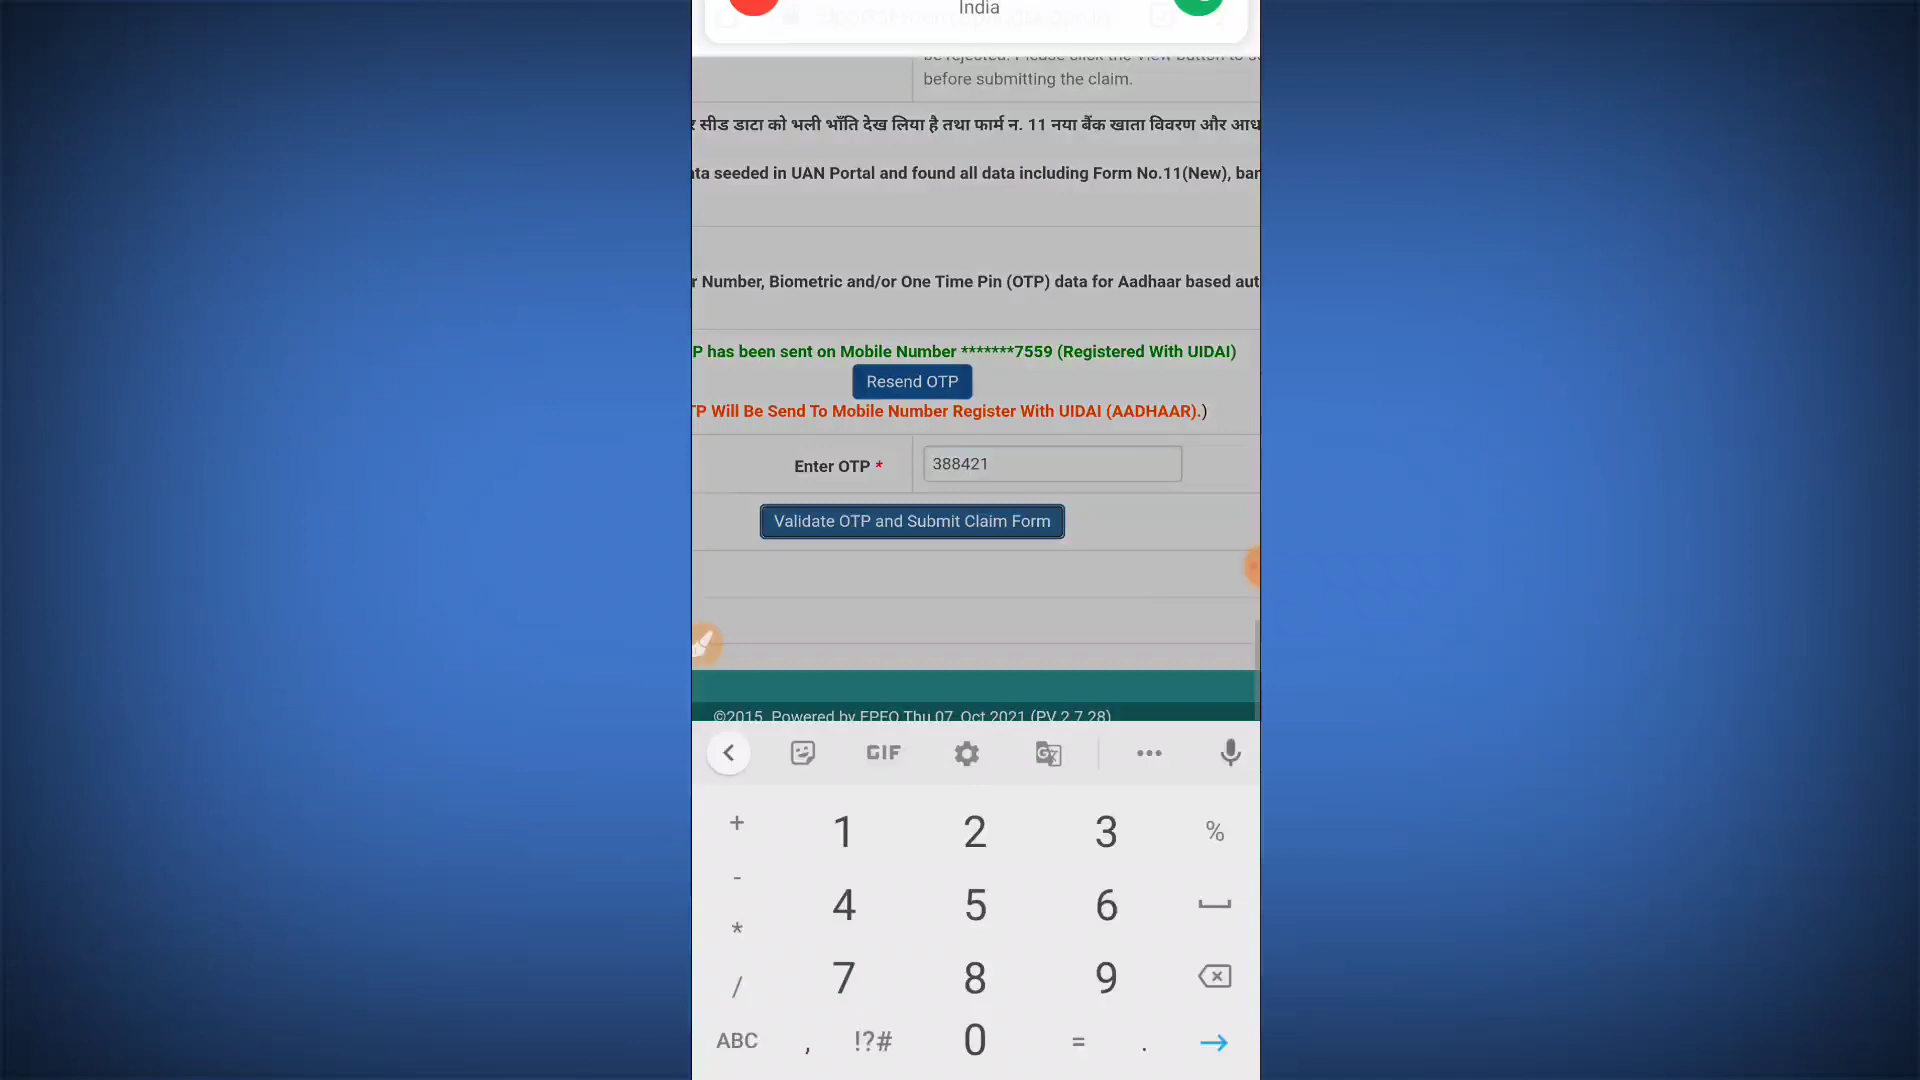 India
before submitting the claim.
सीड डाटा को भली भाँति देख लिया है तथा फार्म न. 11 नया बैंक खाता विवरण और आध
ta seeded in UAN Portal and found all data including Form No.11(New), ban
r Number, Biometric and/or One Time Pin (OTP) data for Aadhaar based aut
P has been sent on Mobile Number *******7559 (Registered With UIDAI)
Resend OTP
TP Will Be Send To Mobile Number Register With UIDAI (AADHAAR).)
Enter OTP * 388421
Validate OTP and Submit Claim Form
©2015. Powered by EPFO Thu 07. Oct 2021 (PV 2.7.28)
GIF
+ 1 2 3 %
- 4 5 6
*
7 8 9
/
ABC , !?# 0 = .